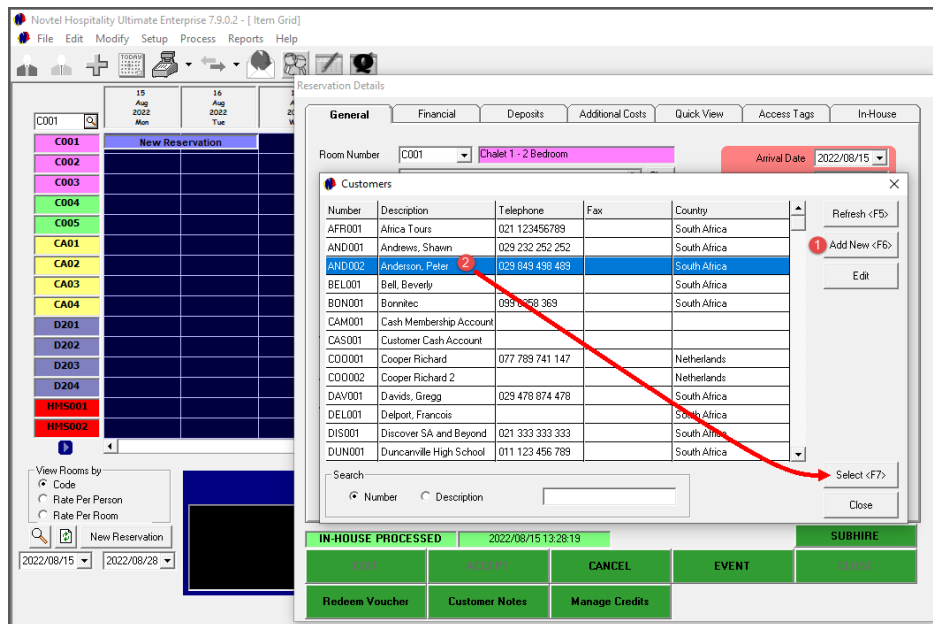 Novtel Hospitality Ultimate Enterprise 7.9.0.2 - [ Item Grid]
File Edit Modify Setup Process Reports Help
TODAY
Reservation Details
15 Aug 2022 Mon
16 Aug 2022 Tue
C001
General Financial Deposits Additional Costs Quick View Access Tags In-House
C001 New Reservation
C002
C003
C004
C005
CA01
CA02
CA03
CA04
D201
D202
D203
D204
HMS001
HMS002
Room Number C001 Chalet 1 - 2 Bedroom Arrival Date 2022/08/15
Customers
Number Description Telephone Fax Country
AFR001 Africa Tours 021 123456789 South Africa
AND001 Andrews, Shawn 029 232 252 252 South Africa
AND002 Anderson, Peter 2 029 849 498 489 South Africa
BEL001 Bell, Beverly South Africa
BON001 Bonnitec 099 8258 369 South Africa
CAM001 Cash Membership Account
CAS001 Customer Cash Account
COO001 Cooper Richard 077 789 741 147 Netherlands
COO002 Cooper Richard 2 Netherlands
DAV001 Davids, Gregg 029 478 874 478 South Africa
DEL001 Delport, Francois South Africa
DIS001 Discover SA and Beyond 021 333 333 333 South Africa
DUN001 Duncanville High School 011 123 456 789 South Africa
Refresh <F5>
1 Add New <F6>
Edit
Select <F7>
Close
Search
Number Description
View Rooms by
Code
Rate Per Person
Rate Per Room
New Reservation
2022/08/15 2022/08/28
IN-HOUSE PROCESSED 2022/08/15 13:28:19 SUBHIRE
CANCEL EVENT
Redeem Voucher Customer Notes Manage Credits